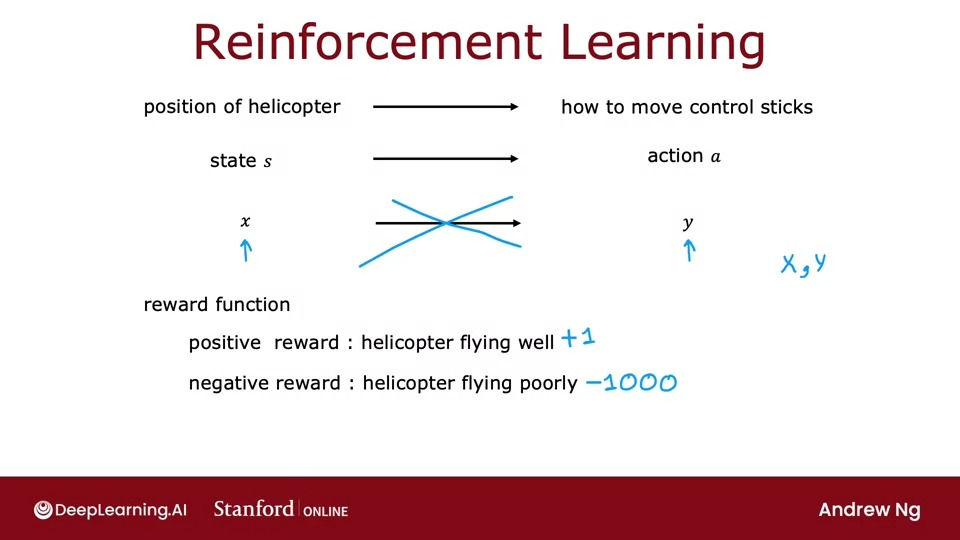 Reinforcement Learning
position of helicopter how to move control sticks
state s action a
x y
X, Y
reward function
positive reward : helicopter flying well +1
negative reward : helicopter flying poorly -1000
DeepLearning.AI Stanford ONLINE Andrew Ng